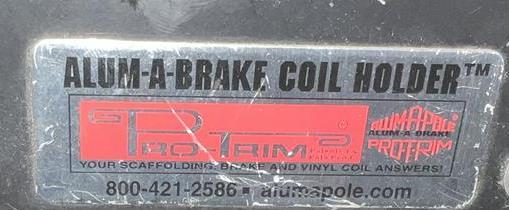 ALUM-A-BRAKE COIL HOLDER™
PRO-TRIM ©
ALUMAPOLE
ALUM-A-BRAKE
PROTRIM
YOUR SCAFFOLDING, BRAKE AND VINYL COIL ANSWERS!
800-421-2586 ▪ alumapole.com